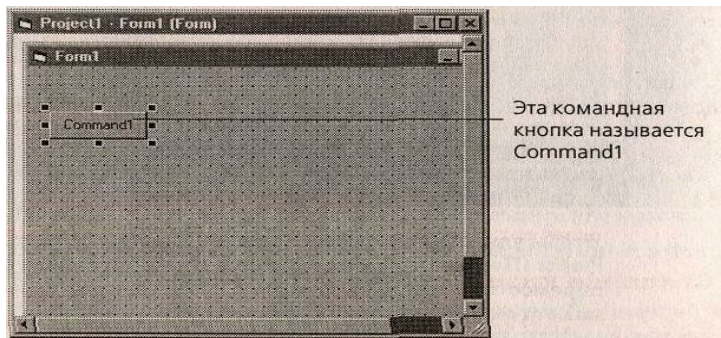 Project1 - Form1 (Form)
Form1
Command1
Эта командная
кнопка называется
Command1